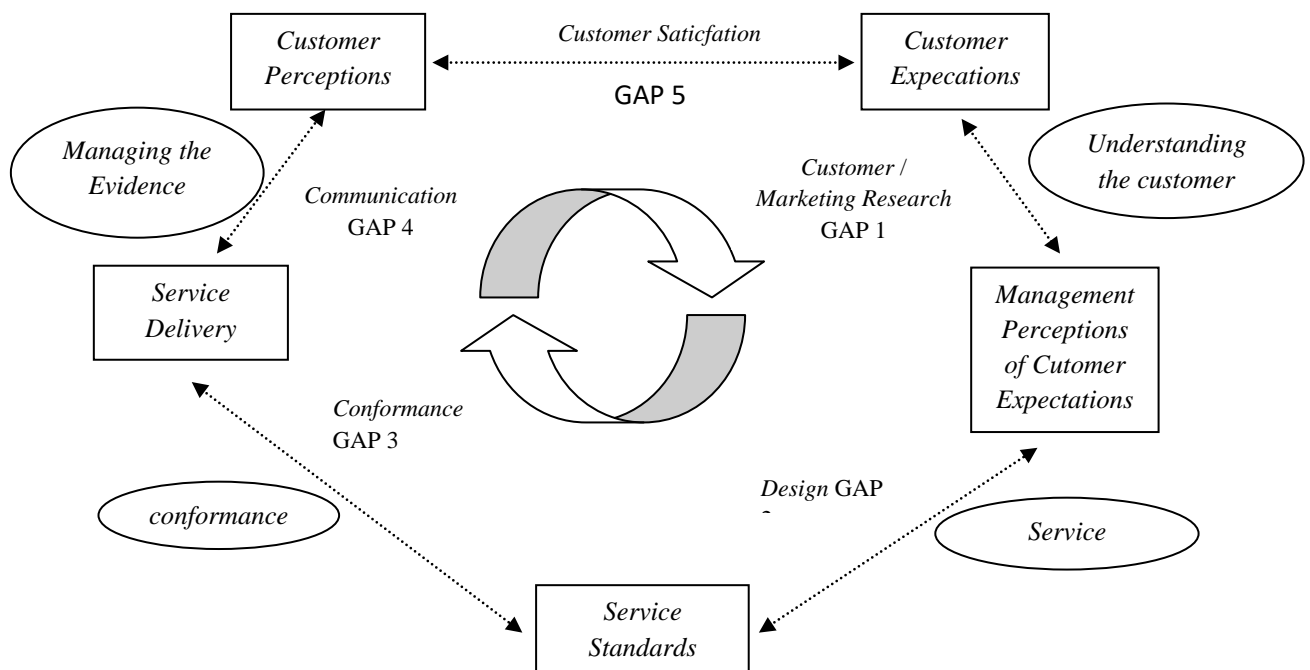 Customer
Perceptions
Customer Saticfation
GAP 5
Customer
Expecations
Managing the
Evidence
Understanding
the customer
Communication
GAP 4
Customer /
Marketing Research
GAP 1
Service
Delivery
Management
Perceptions
of Cutomer
Expectations
Conformance
GAP 3
Design GAP
conformance
Service
Service
Standards